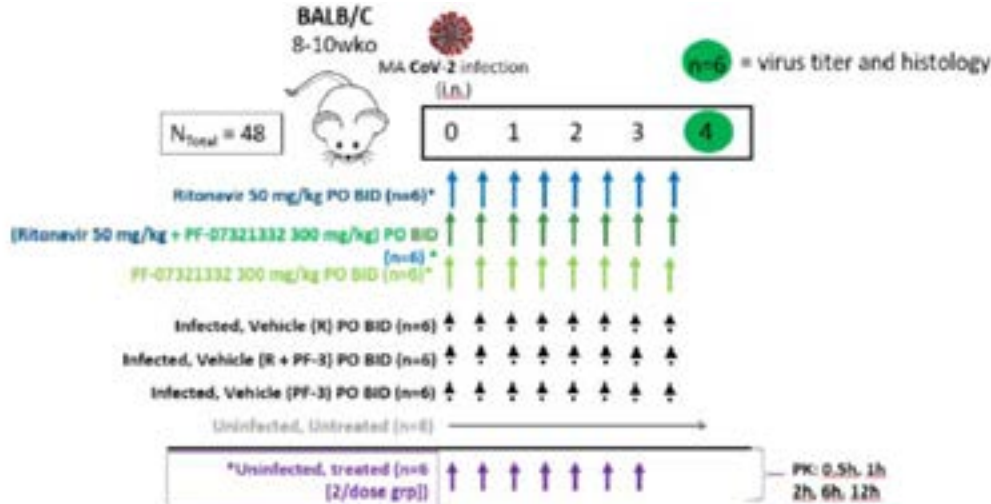 BALB/C
8-10wko
MA CoV-2 infection
(i.n.)
n=6 = virus titer and histology
N Total = 48
0 1 2 3 4
Ritonavir 50 mg/kg PO BID (n=6)*
(Ritonavir 50 mg/kg + PF-07321332 300 mg/kg) PO BID
(n=6) *
PF-07321332 300 mg/kg PO BID (n=6)*
Infected, Vehicle (R) PO BID (n=6)
Infected, Vehicle (R + PF-3) PO BID (n=6)
Infected, Vehicle (PF-3) PO BID (n=6)
Uninfected, Untreated
*Uninfected, treated (n=6
[2/dose grp])
PK: 0.5h, 1h
2h, 6h, 12h